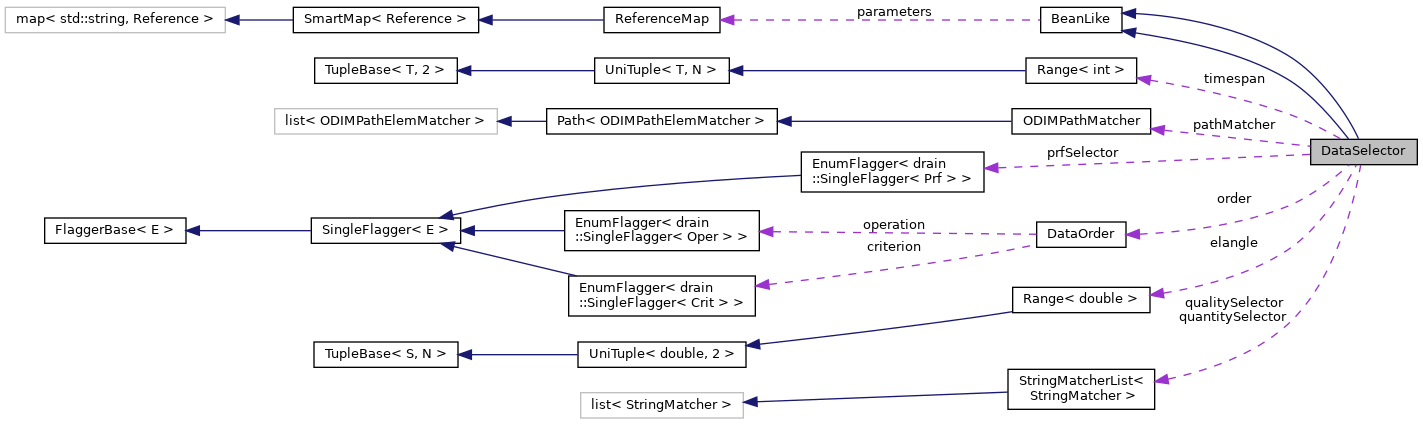 map< std::string, Reference >
SmartMap< Reference >
ReferenceMap
parameters
BeanLike
TupleBase< T, 2 >
UniTuple< T, N >
Range< int >
timespan
list< ODIMPathElemMatcher >
Path< ODIMPathElemMatcher >
ODIMPathMatcher
pathMatcher
DataSelector
EnumFlagger< drain
::SingleFlagger< Prf > >
prfSelector
FlaggerBase< E >
SingleFlagger< E >
EnumFlagger< drain
::SingleFlagger< Oper > >
operation
criterion
DataOrder
order
elangle
EnumFlagger< drain
::SingleFlagger< Crit > >
Range< double >
qualitySelector
quantitySelector
TupleBase< S, N >
UniTuple< double, 2 >
StringMatcherList<
StringMatcher >
list< StringMatcher >